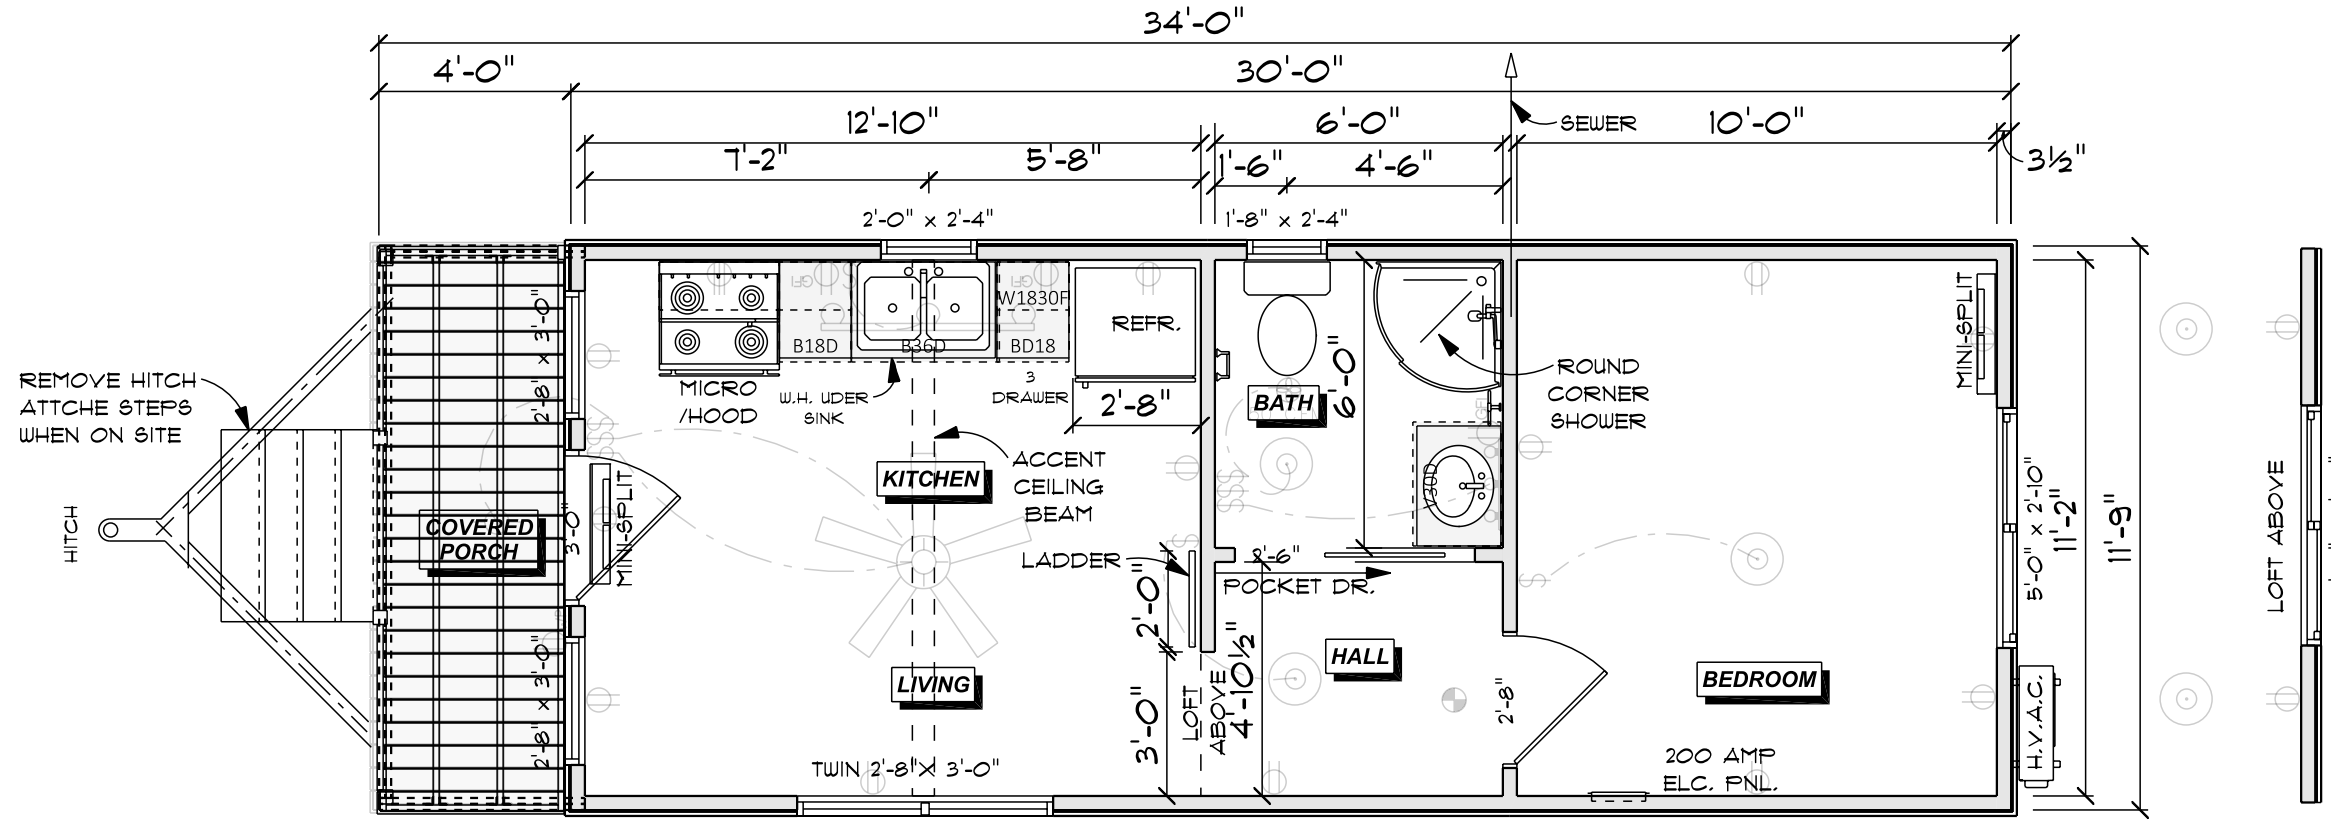 34'-0"
4'-0"
30'-0"
12'-10"
6'-0"
10'-0"
SEWER
7'-2"
5'-8"
1'-6"
4'-6"
3½"
2'-0" x 2'-4"
1'-8" x 2'-4"
2'-8" x 3'-0"
GFI
GFI
W1830F
REFR.
B18D
B36D
BD18
MINI-SPLIT
REMOVE HITCH
ATTCHE STEPS
WHEN ON SITE
MICRO
/HOOD
W.H. UDER
SINK
3
DRAWER
2'-8"
BATH
6'-0"
GFI
ROUND
CORNER
SHOWER
KITCHEN
ACCENT
CEILING
BEAM
V30D
HITCH
COVERED
PORCH
3'-0"
MINI-SPLIT
LADDER
2'-6"
POCKET DR.
5'-0" x 2'-10"
11'-2"
11'-9"
LOFT ABOVE
2'-0"
2'-8" x 3'-0"
LIVING
3'-0"
LOFT
ABOVE
4'-10½"
HALL
2'-8"
BEDROOM
H.V.A.C.
TWIN 2'-8" X 3'-0"
200 AMP
ELC. PNL.